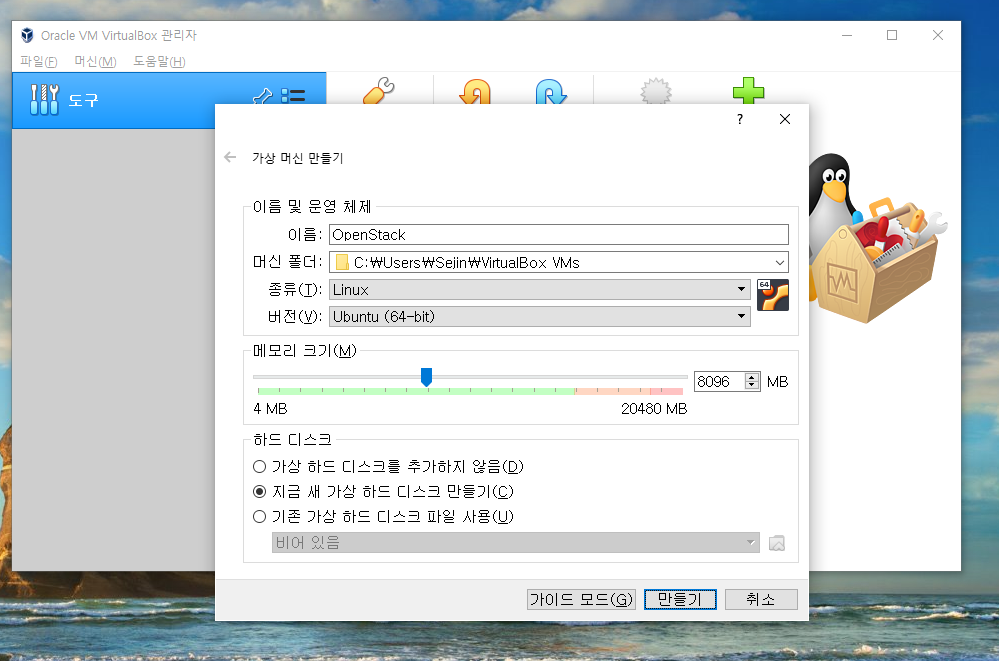 Oracle VM VirtualBox 관리자
파일(F) 머신(M) 도움말(H)
도구
?
가상 머신 만들기
이름 및 운영 체제
이름: OpenStack
머신 폴더: C:₩Users₩Sejin₩VirtualBox VMs
종류(T): Linux
64
버전(V): Ubuntu (64-bit)
메모리 크기(M)
8096 MB
4 MB 20480 MB
하드 디스크
가상 하드 디스크를 추가하지 않음(D)
지금 새 가상 하드 디스크 만들기(C)
기존 가상 하드 디스크 파일 사용(U)
비어 있음
가이드 모드(G) 만들기 취소